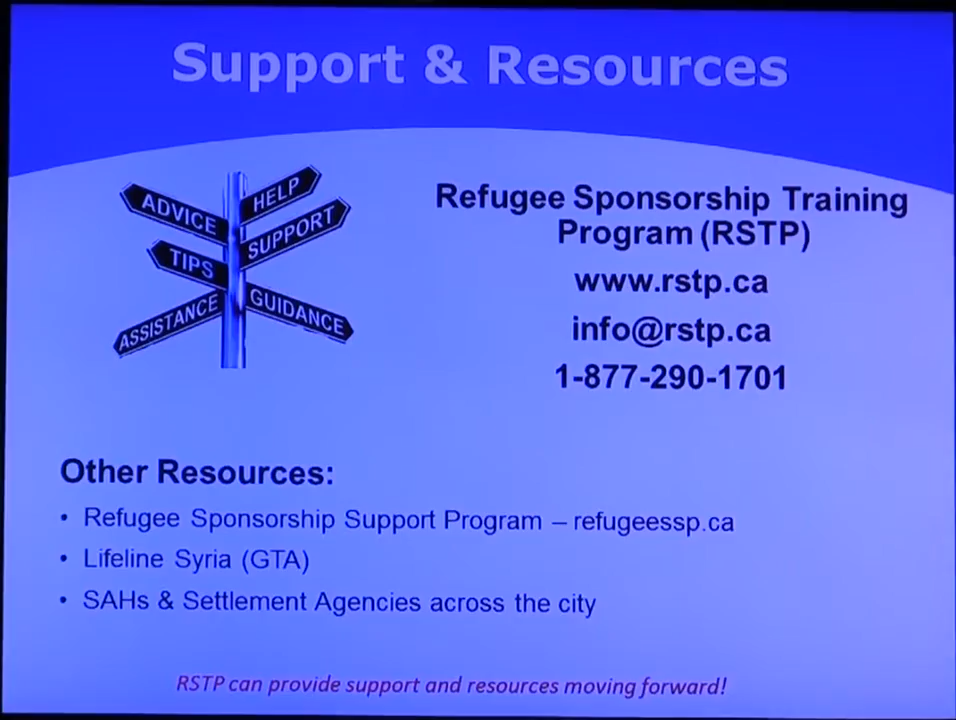 Support & Resources
ADVICE
HELP
SUPPORT
TIPS
ASSISTANCE
GUIDANCE
Refugee Sponsorship Training
Program (RSTP)
www.rstp.ca
info@rstp.ca
1-877-290-1701
Other Resources:
• Refugee Sponsorship Support Program – refugeessp.ca
• Lifeline Syria (GTA)
• SAHs & Settlement Agencies across the city
RSTP can provide support and resources moving forward!